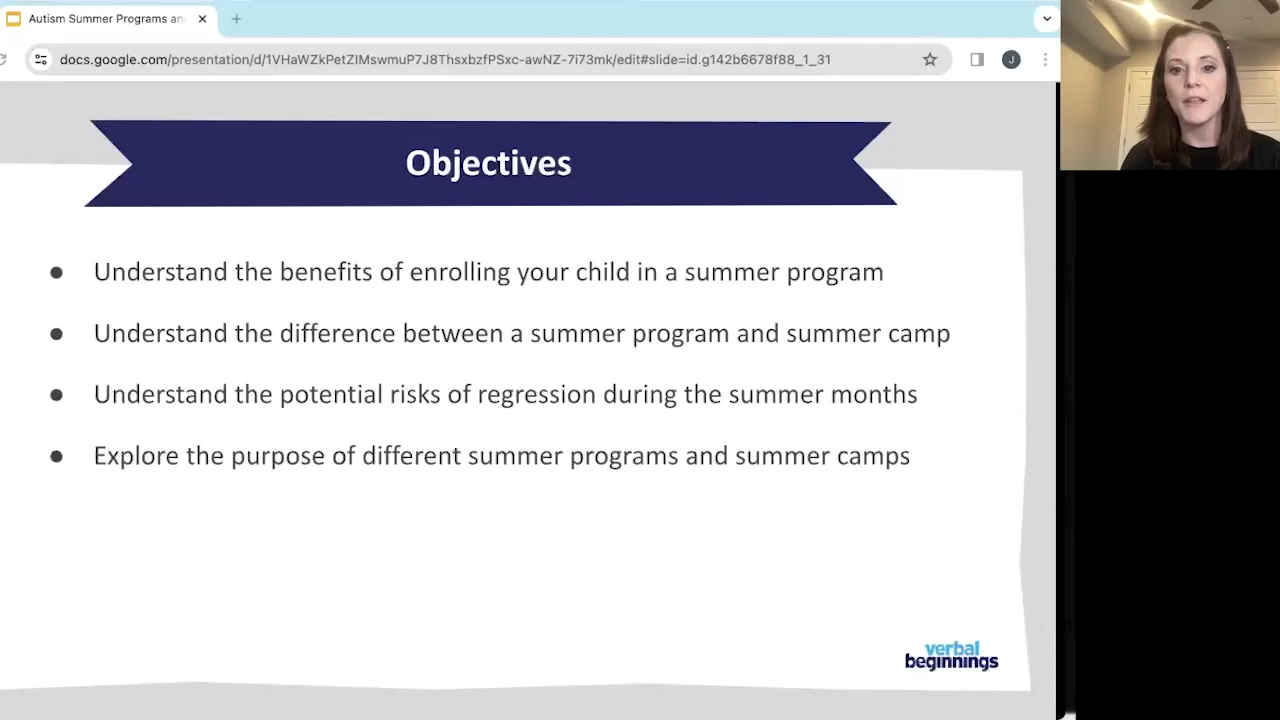 Autism Summer Programs an
docs.google.com/presentation/d/1VHaWZkPetZIMswmuP7J8ThsxbzfPSxc-awNZ-7i73mk/edit#slide=id.g142b6678f88_1_31
J
Objectives
● Understand the benefits of enrolling your child in a summer program
● Understand the difference between a summer program and summer camp
● Understand the potential risks of regression during the summer months
● Explore the purpose of different summer programs and summer camps
verbal
beginnings